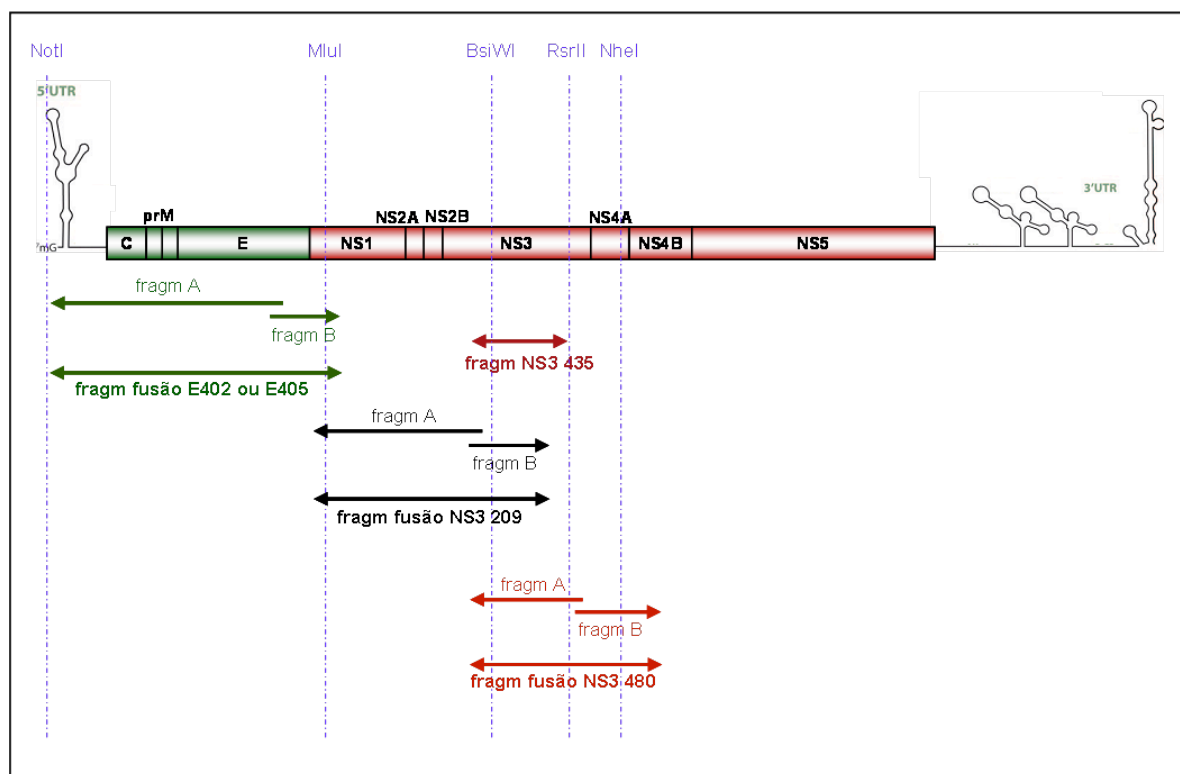 NotI MluI BsiWI RsrII NheI
5'UTR
3'UTR
prM NS2A NS2B NS4A
C E NS1 NS3 NS4B NS5
mG
fragm A
fragm B
fragm NS3 435
fragm fusão E402 ou E405
fragm A
fragm B
fragm fusão NS3 209
fragm A
fragm B
fragm fusão NS3 480